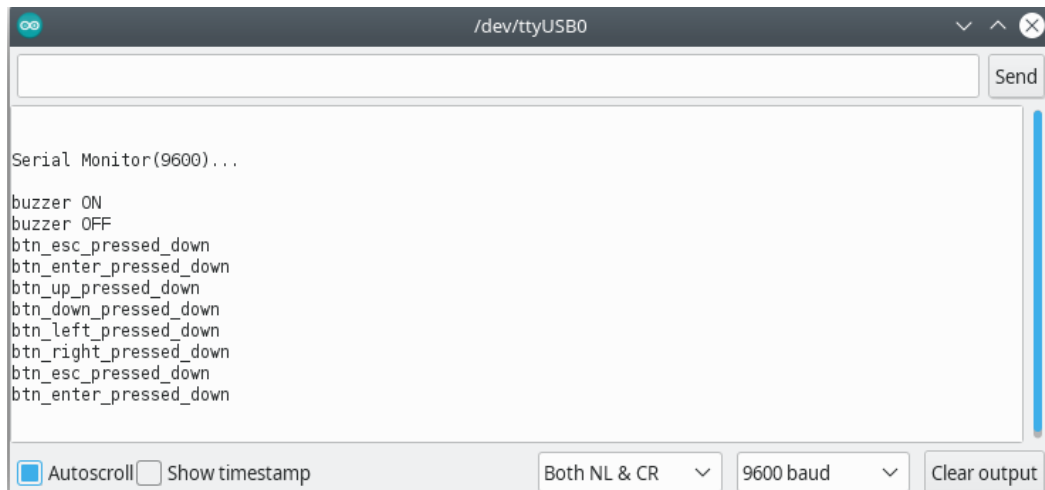 /dev/ttyUSB0
Send
Serial Monitor(9600)...
buzzer ON
buzzer OFF
btn_esc_pressed_down
btn_enter_pressed_down
btn_up_pressed_down
btn_down_pressed_down
btn_left_pressed_down
btn_right_pressed_down
btn_esc_pressed_down
btn_enter_pressed_down
Autoscroll Show timestamp Both NL & CR 9600 baud Clear output